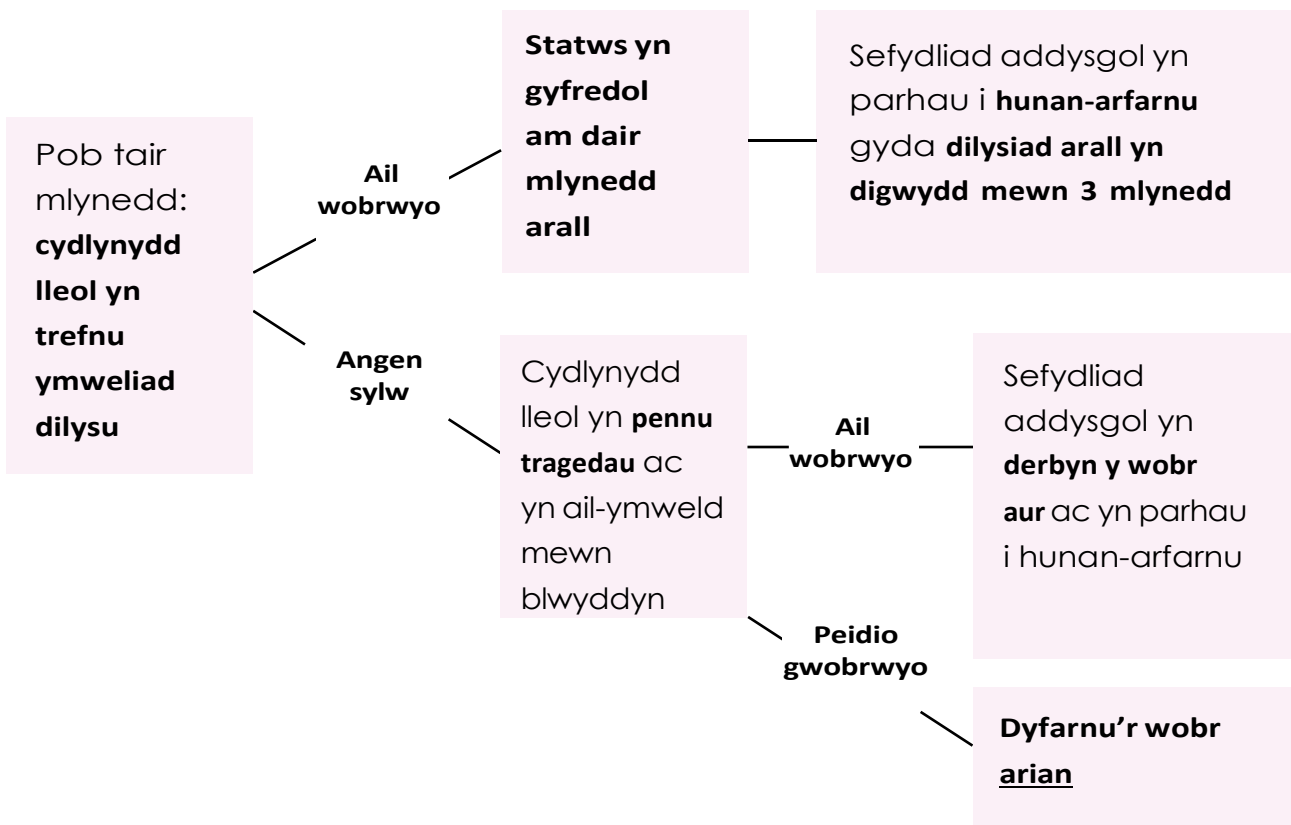 Pob tair
mlynedd:
cydlynydd
lleol yn
trefnu
ymweliad
dilysu
Ail
wobrwyo
Statws yn
gyfredol
am dair
mlynedd
arall
Sefydliad addysgol yn
parhau i hunan-arfarnu
gyda dilysiad arall yn
digwydd mewn 3 mlynedd
Angen
sylw
Cydlynydd
lleol yn pennu
tragedau ac
yn ail-ymweld
mewn
blwyddyn
Ail
wobrwyo
Sefydliad
addysgol yn
derbyn y wobr
aur ac yn parhau
i hunan-arfarnu
Peidio
gwobrwyo
Dyfarnu’r wobr
arian